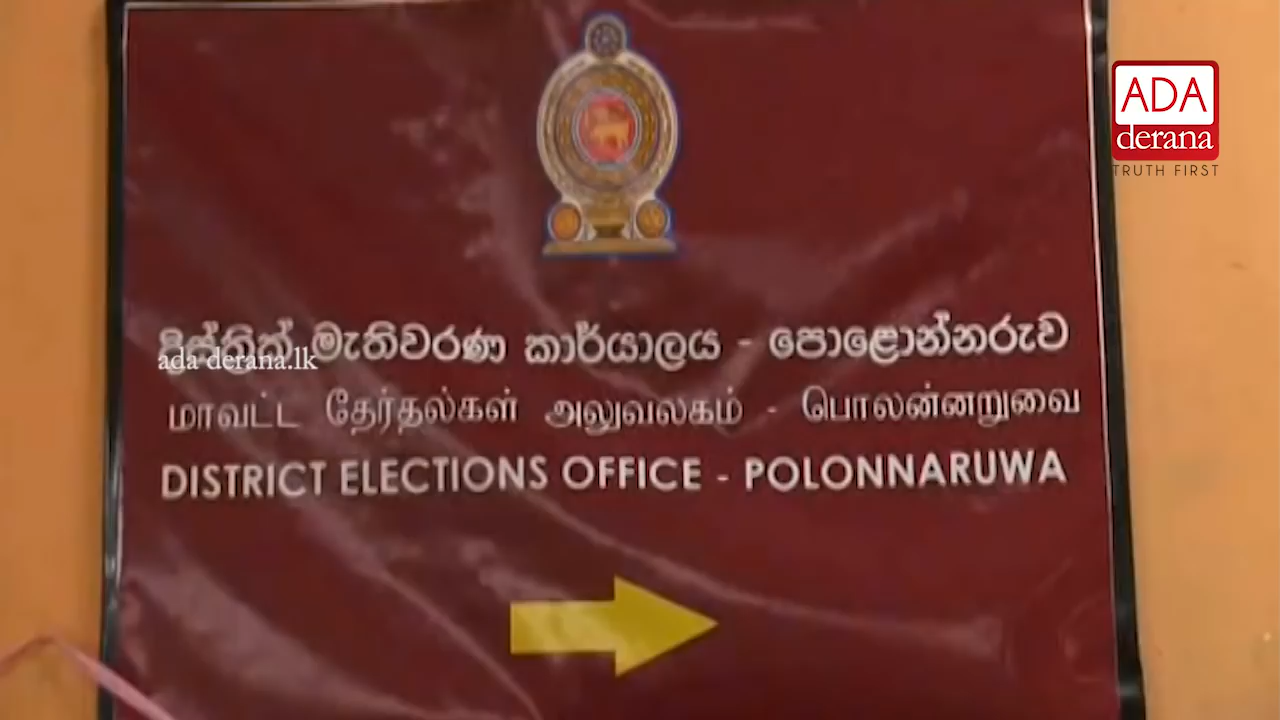 ADA
derana
TRUTH FIRST
දිස්ත්‍රික් මැතිවරණ කාර්යාලය - පොළොන්නරුව
ada derana.lk
மாவட்ட தேர்தல்கள் அலுவலகம் - பொலன்னறுவை
DISTRICT ELECTIONS OFFICE - POLONNARUWA